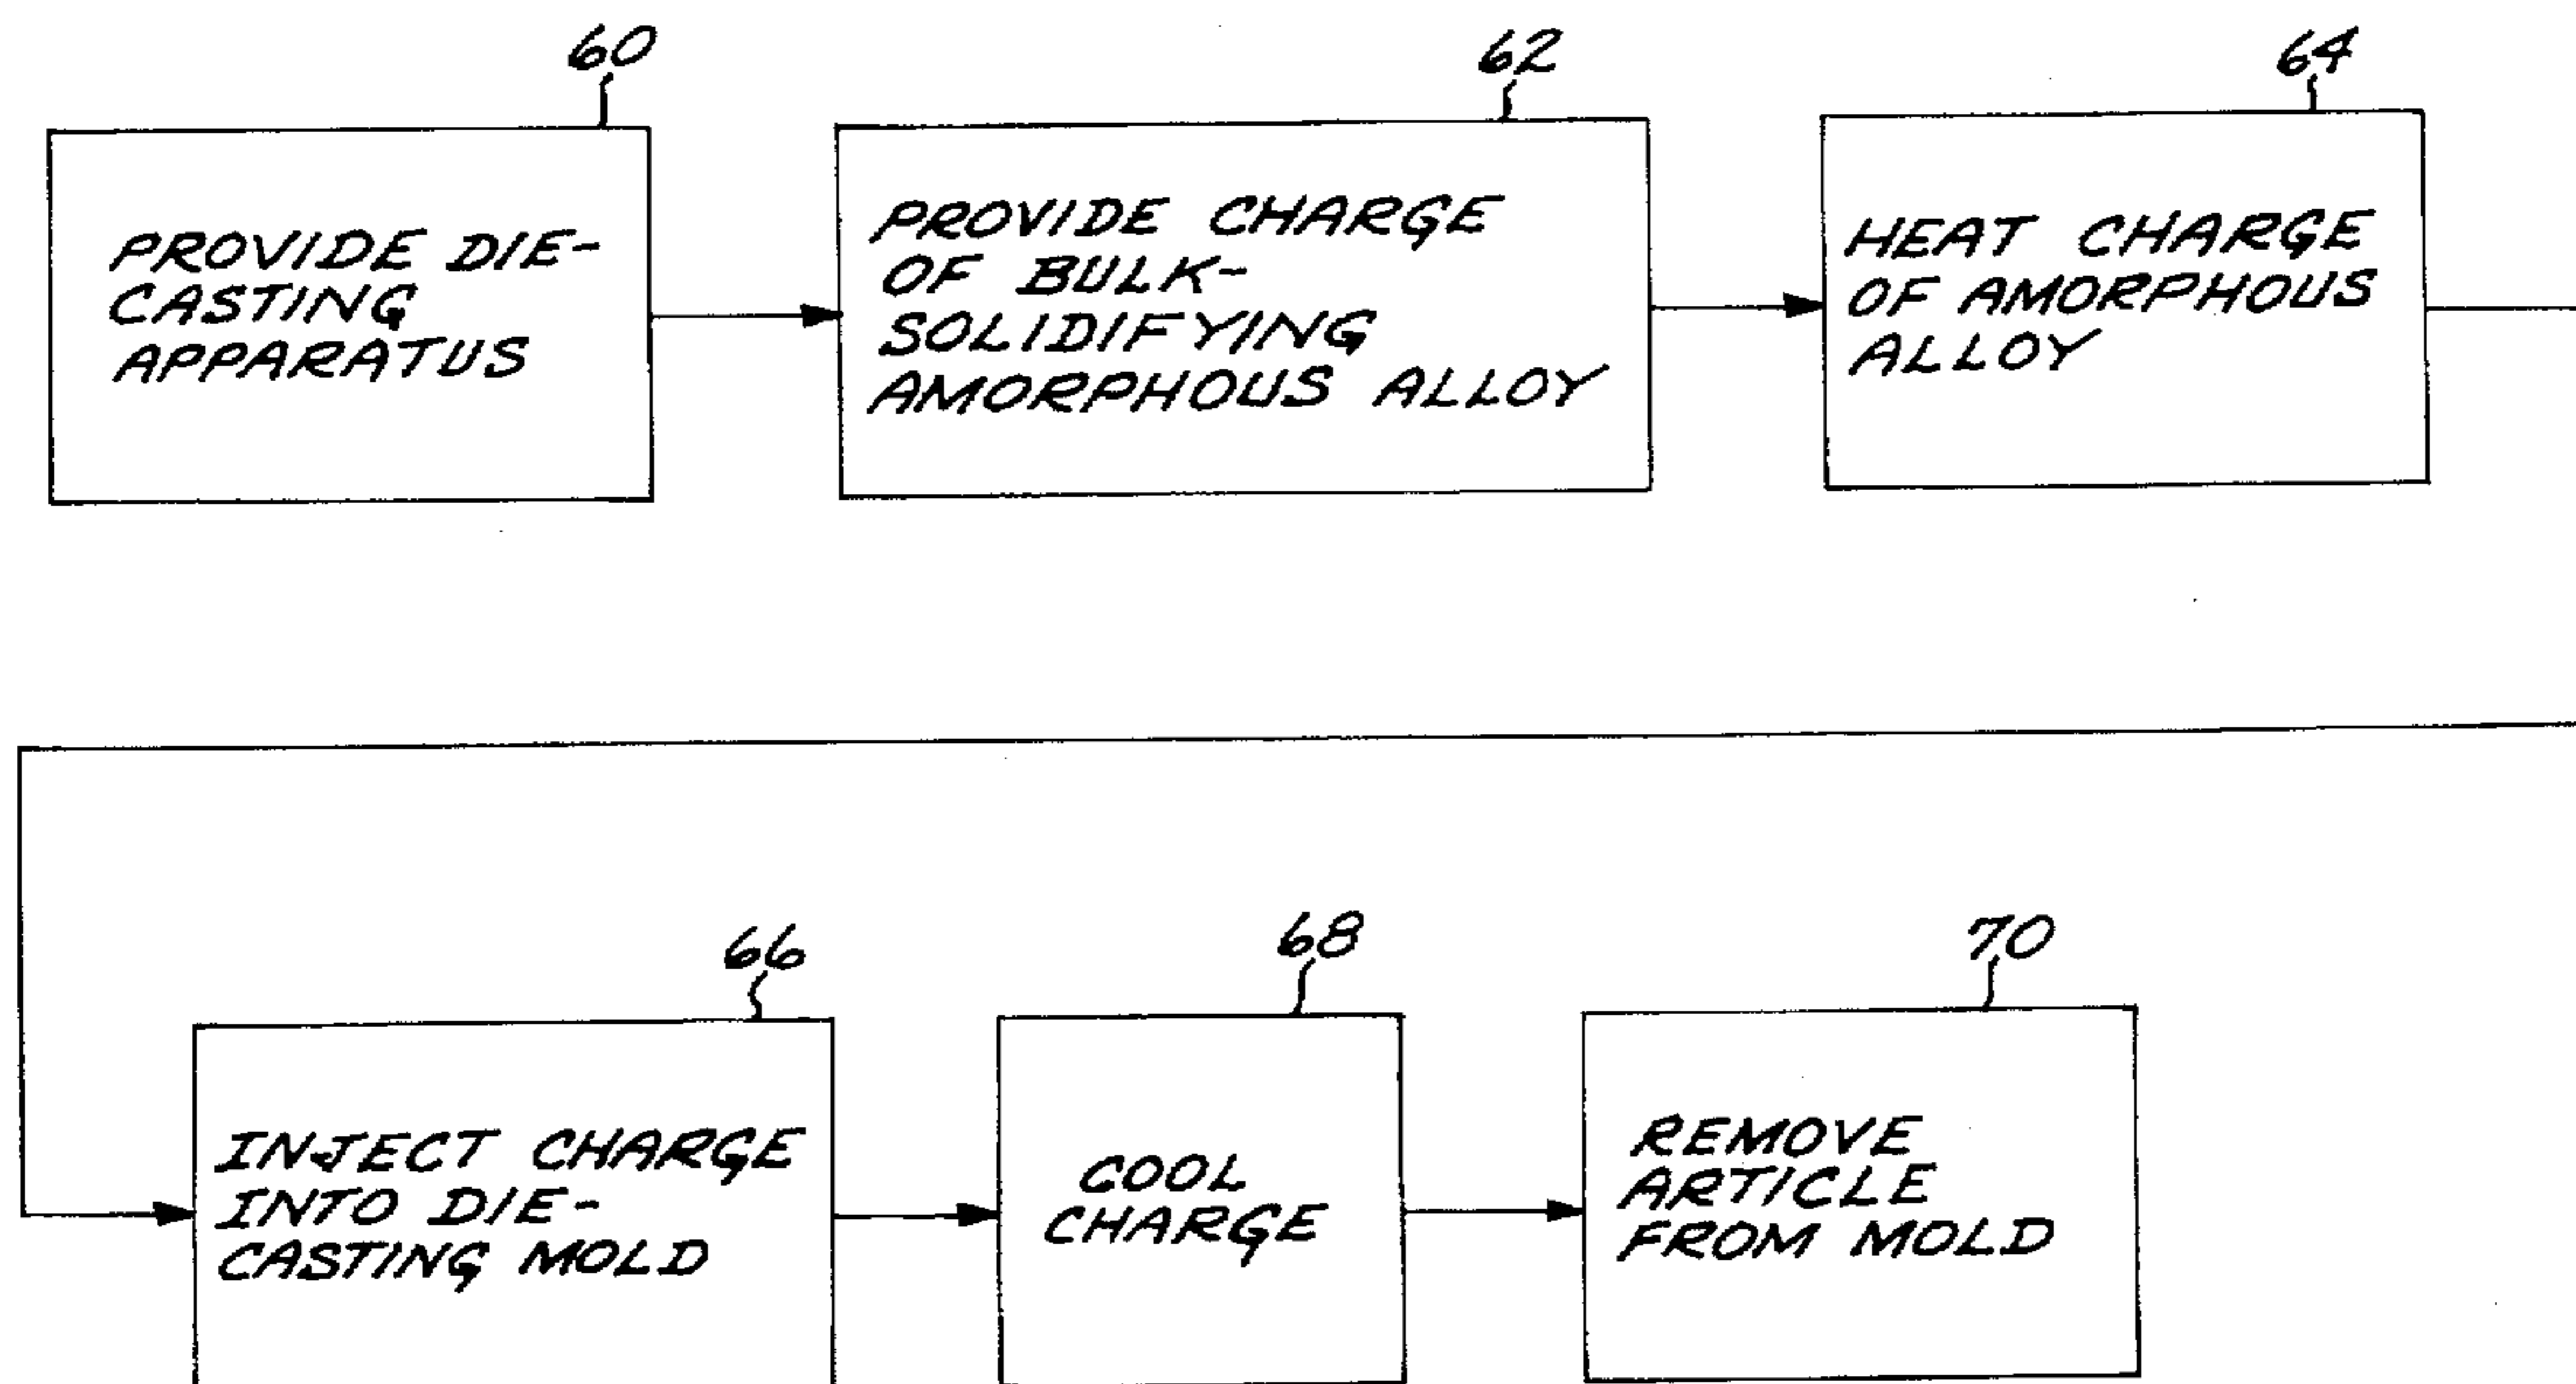 60
PROVIDE DIE-
CASTING
APPARATUS
62
PROVIDE CHARGE
OF BULK-
SOLIDIFYING
AMORPHOUS ALLOY
64
HEAT CHARGE
OF AMORPHOUS
ALLOY
66
INJECT CHARGE
INTO DIE-
CASTING MOLD
68
COOL
CHARGE
70
REMOVE
ARTICLE
FROM MOLD